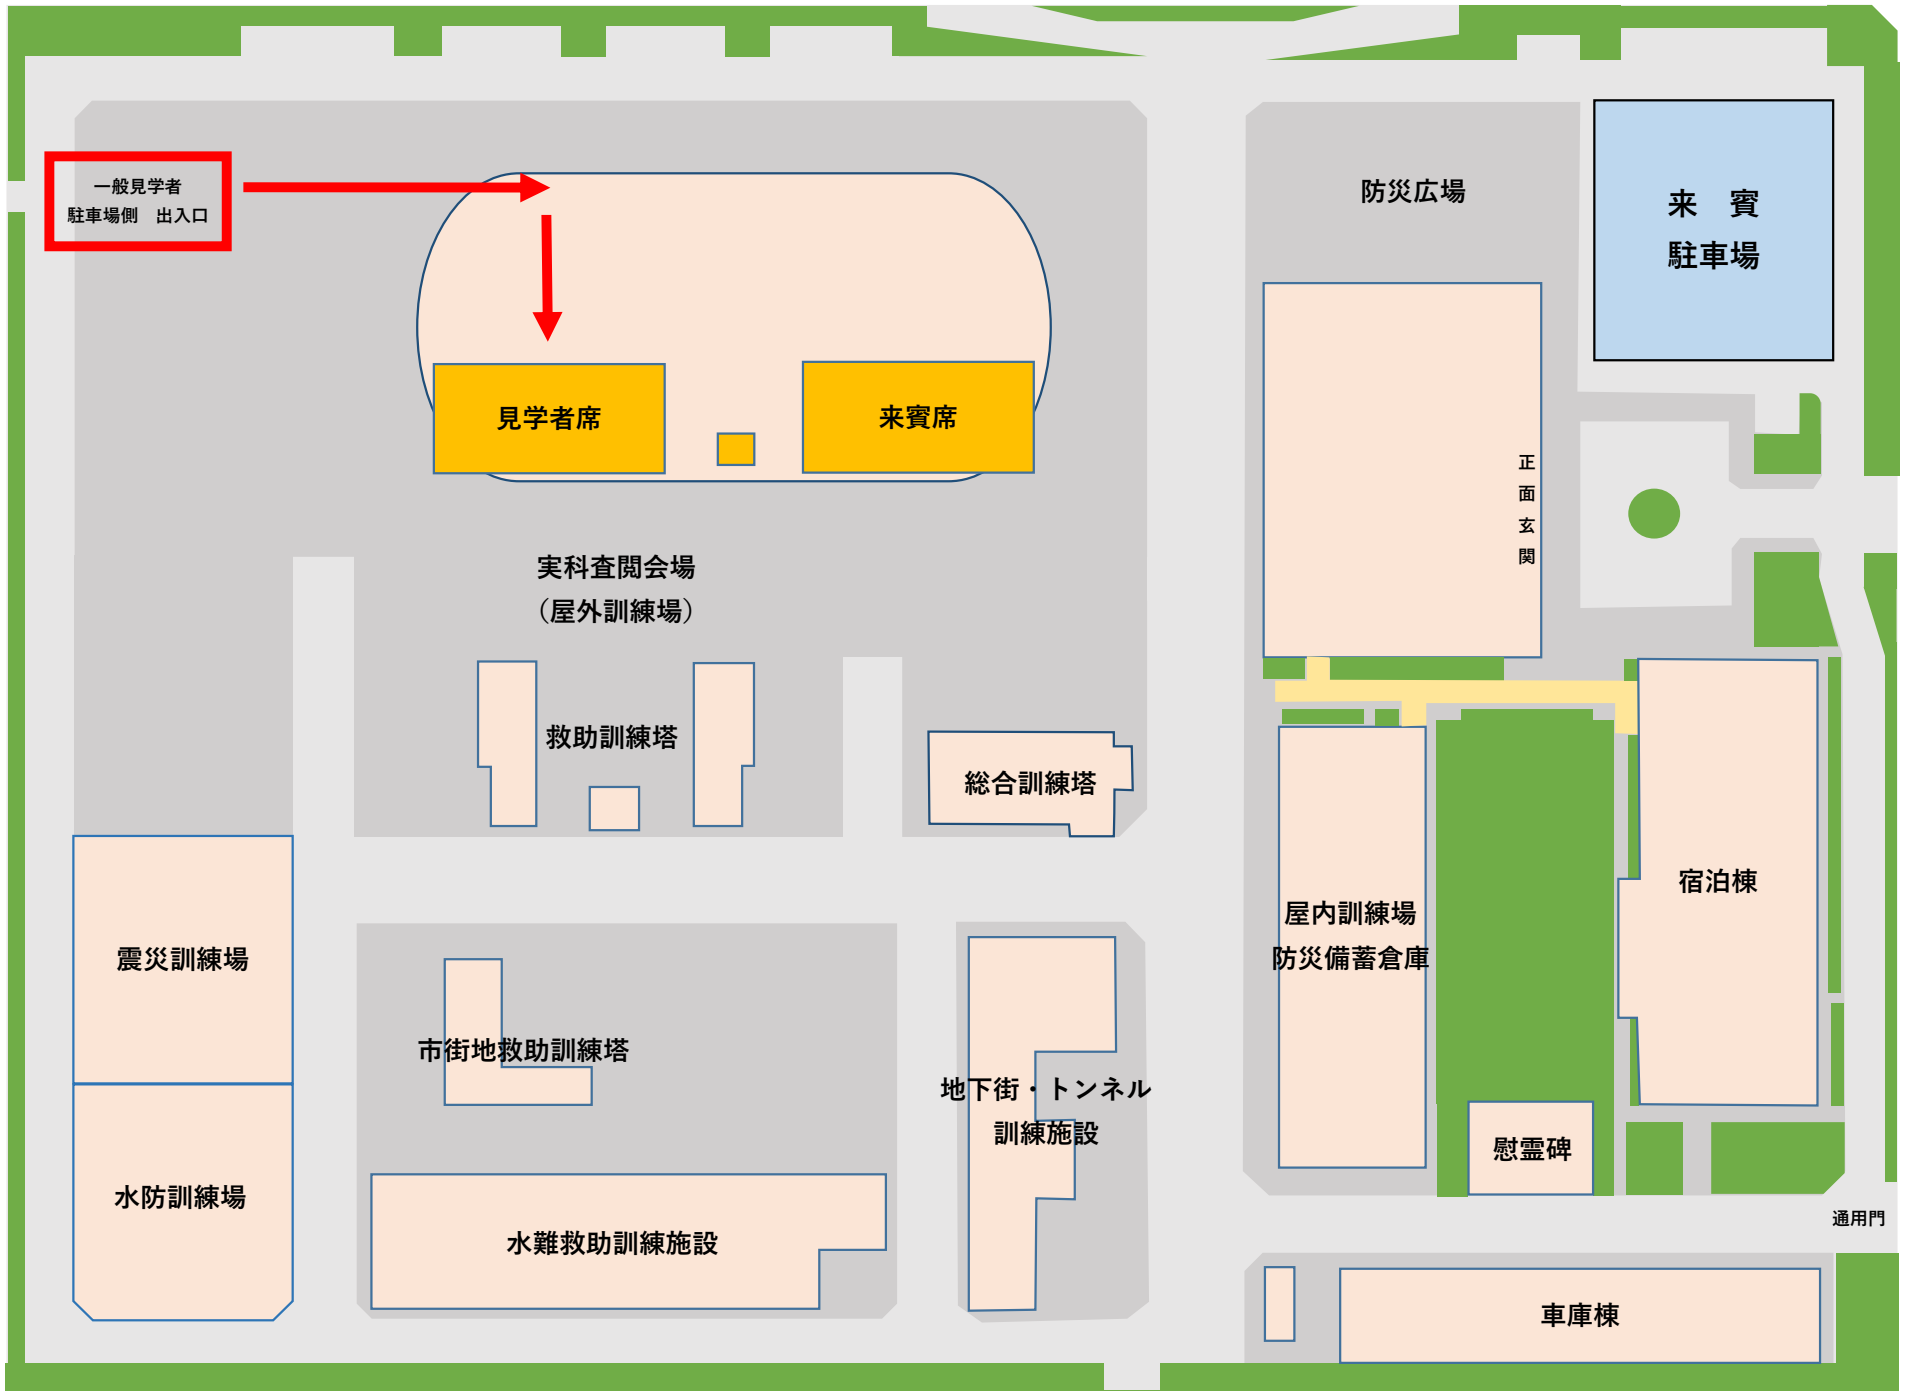 一般見学者
駐車場側　出入口
防災広場
来　賓
駐車場
見学者席
来賓席
正面玄関
実科査閲会場
（屋外訓練場）
救助訓練塔
総合訓練塔
宿泊棟
屋内訓練場
防災備蓄倉庫
震災訓練場
市街地救助訓練塔
地下街・トンネル
訓練施設
慰霊碑
水防訓練場
水難救助訓練施設
通用門
車庫棟